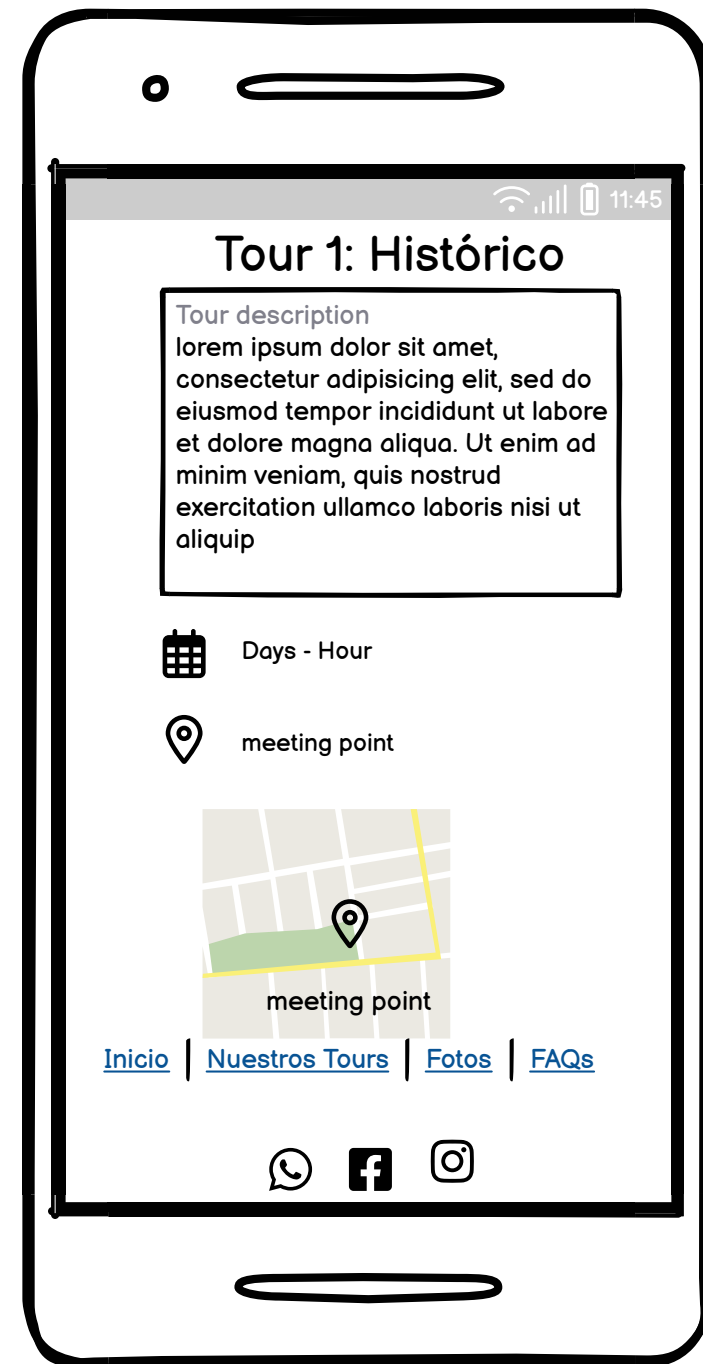 11:45
Tour 1: Histórico
Tour description
lorem ipsum dolor sit amet,
consectetur adipisicing elit, sed do
eiusmod tempor incididunt ut labore
et dolore magna aliqua. Ut enim ad
minim veniam, quis nostrud
exercitation ullamco laboris nisi ut
aliquip
Days - Hour
meeting point
meeting point
Inicio | Nuestros Tours | Fotos | FAQs